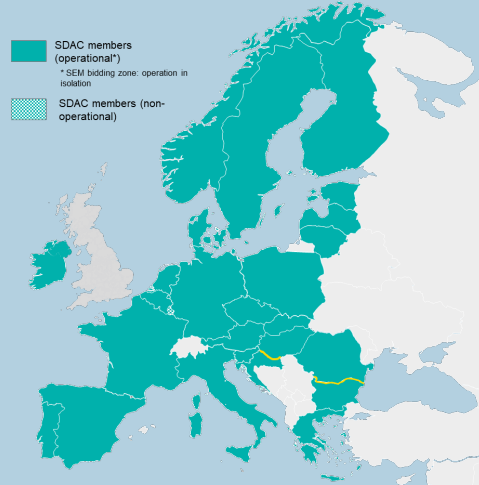 SDAC members
(operational*)
* SEM bidding zone: operation in
isolation
SDAC members (non-
operational)